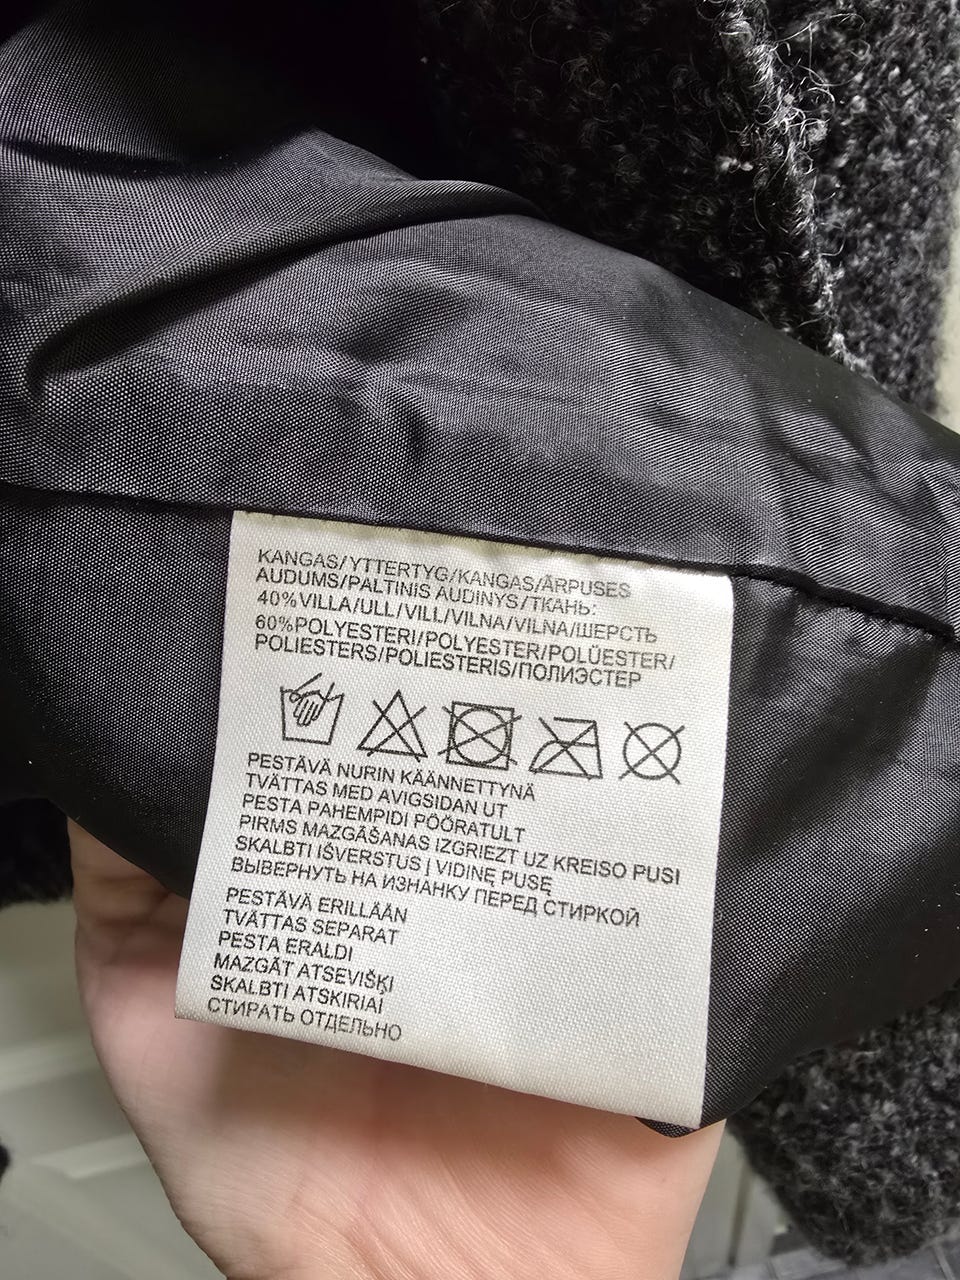 KANGAS/YTTERTYG/KANGAS/ĀRPUSES
AUDUMS/PALTINIS AUDINYS/ТКАНЬ:
40%VILLA/ULL/VILL/VILNA/VILNA/ШЕРСТЬ
60%POLYESTERI/POLYESTER/POLÜESTER/
POLIESTERS/POLIESTERIS/ПОЛИЭСТЕР
PESTÄVÄ NURIN KÄÄNNETTYNÄ
TVÄTTAS MED AVIGSIDAN UT
PESTA PAHEMPIDI PÖÖRATULT
PIRMS MAZGĀŠANAS IZGRIEZT UZ KREISO PUSI
SKALBTI IŠVERSTUS Į VIDINĘ PUSĘ
ВЫВЕРНУТЬ НА ИЗНАНКУ ПЕРЕД СТИРКОЙ
PESTÄVÄ ERILLÄÄN
TVÄTTAS SEPARAT
PESTA ERALDI
MAZGĀT ATSEVIŠĶI
SKALBTI ATSKIRIAI
СТИРАТЬ ОТДЕЛЬНО